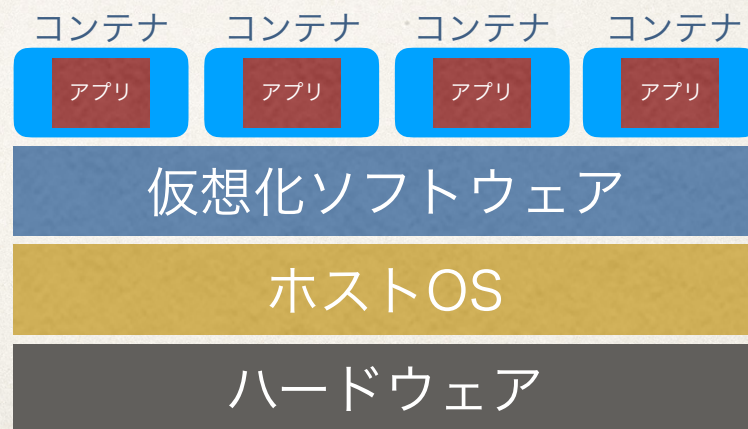 コンテナ コンテナ コンテナ コンテナ
アプリ アプリ アプリ アプリ
仮想化ソフトウェア
ホストOS
ハードウェア